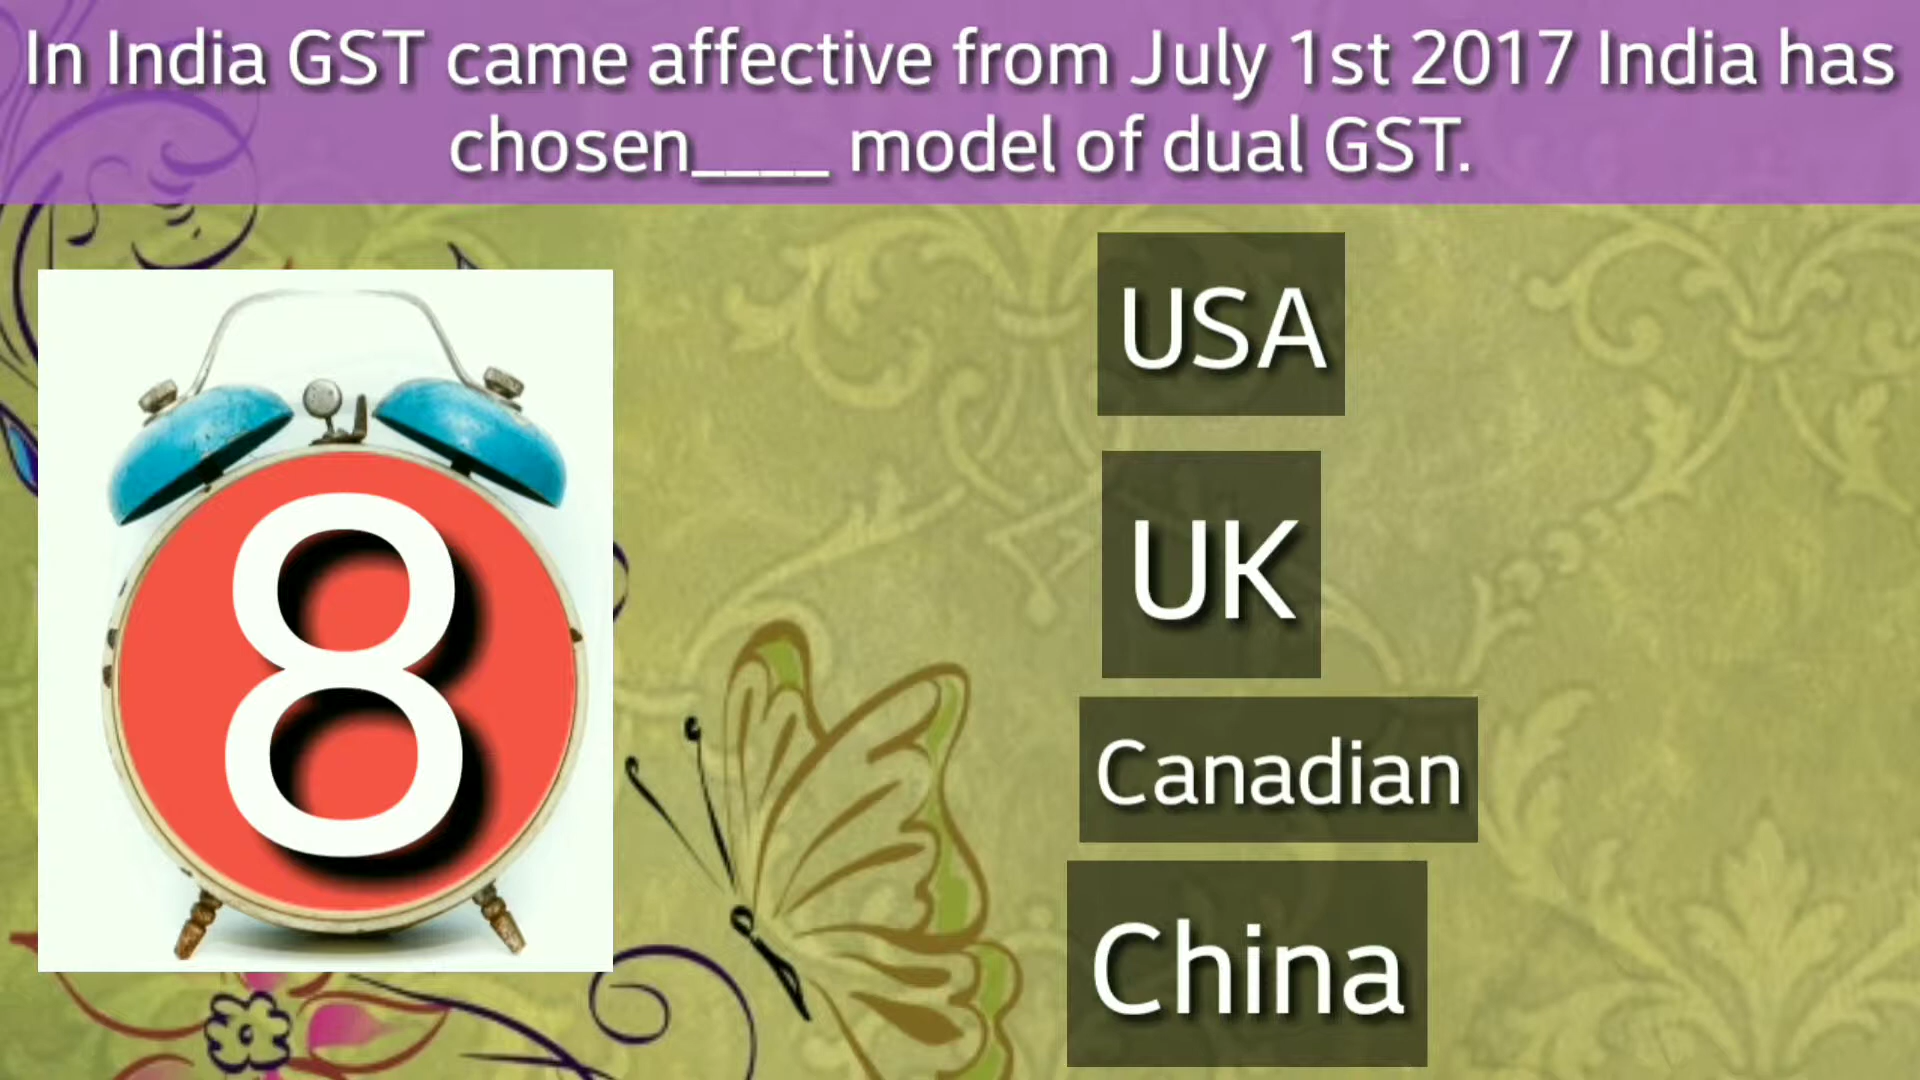 In India GST came affective from July 1st 2017 India has
chosen____ model of dual GST.
8
USA
UK
Canadian
China